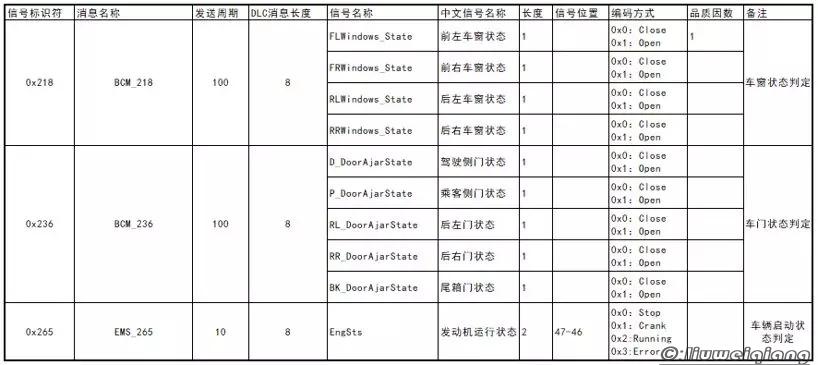 信号标识符 消息名称 发送周期 DLC消息长度 信号名称 中文信号名称 长度 信号位置 编码方式 品质因数 备注
0x218 BCM_218 100 8 FLWindows_State 前左车窗状态 1 0x0: Close 1 车窗状态判定
0x1: Open
FRWindows_State 前右车窗状态 1 0x0: Close
0x1: Open
RLWindows_State 后左车窗状态 1 0x0: Close
0x1: Open
RRWindows_State 后右车窗状态 1 0x0: Close
0x1: Open
0x236 BCM_236 100 8 D_DoorAjarState 驾驶侧门状态 1 0x0: Close 车门状态判定
0x1: Open
P_DoorAjarState 乘客侧门状态 1 0x0: Close
0x1: Open
RL_DoorAjarState 后左门状态 1 0x0: Close
0x1: Open
RR_DoorAjarState 后右门状态 1 0x0: Close
0x1: Open
BK_DoorAjarState 尾箱门状态 1 0x0: Close
0x1: Open
0x265 EMS_265 10 8 EngSts 发动机运行状态 2 47-46 0x0: Stop 车辆启动状
0x1: Crank 态判定
0x2:Running
0x3:Error
©:liuweiqiang